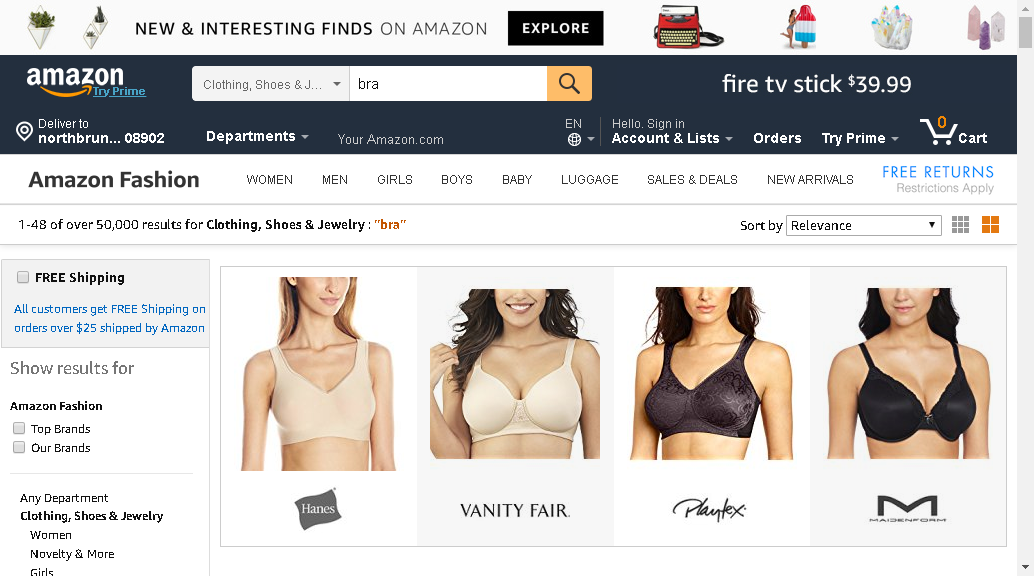 NEW & INTERESTING FINDS ON AMAZON EXPLORE
amazon
Try Prime
Clothing, Shoes & J...
bra
fire tv stick $39.99
Deliver to
northbrun... 08902
Departments
Your Amazon.com
EN
Hello. Sign in
Account & Lists
Orders
Try Prime
0
Cart
Amazon Fashion
WOMEN MEN GIRLS BOYS BABY LUGGAGE SALES & DEALS NEW ARRIVALS
FREE RETURNS
Restrictions Apply
1-48 of over 50,000 results for Clothing, Shoes & Jewelry : "bra"
Sort by Relevance
FREE Shipping
All customers get FREE Shipping on
orders over $25 shipped by Amazon
Show results for
Amazon Fashion
Top Brands
Our Brands
Any Department
Clothing, Shoes & Jewelry
Women
Novelty & More
Girls
Hanes
VANITY FAIR.
Playtex
MAIDENFORM